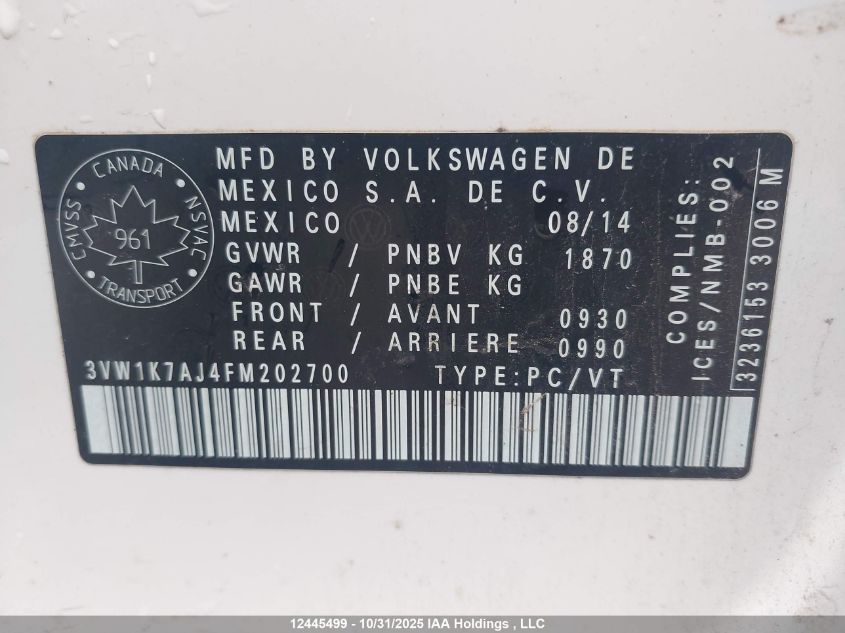 CANADA
CMVSS
NSVAC
961
TRANSPORT
MFD BY VOLKSWAGEN DE
MEXICO S.A. DE C.V.
MEXICO 08/14
GVWR / PNBV KG 1870
GAWR / PNBE KG
FRONT / AVANT 0930
REAR / ARRIERE 0990
3VW1K7AJ4FM202700 TYPE:PC/VT
COMPLIES:
ICES/NMB-002
3236153 3006 M
12445499 - 10/31/2025 IAA Holdings , LLC